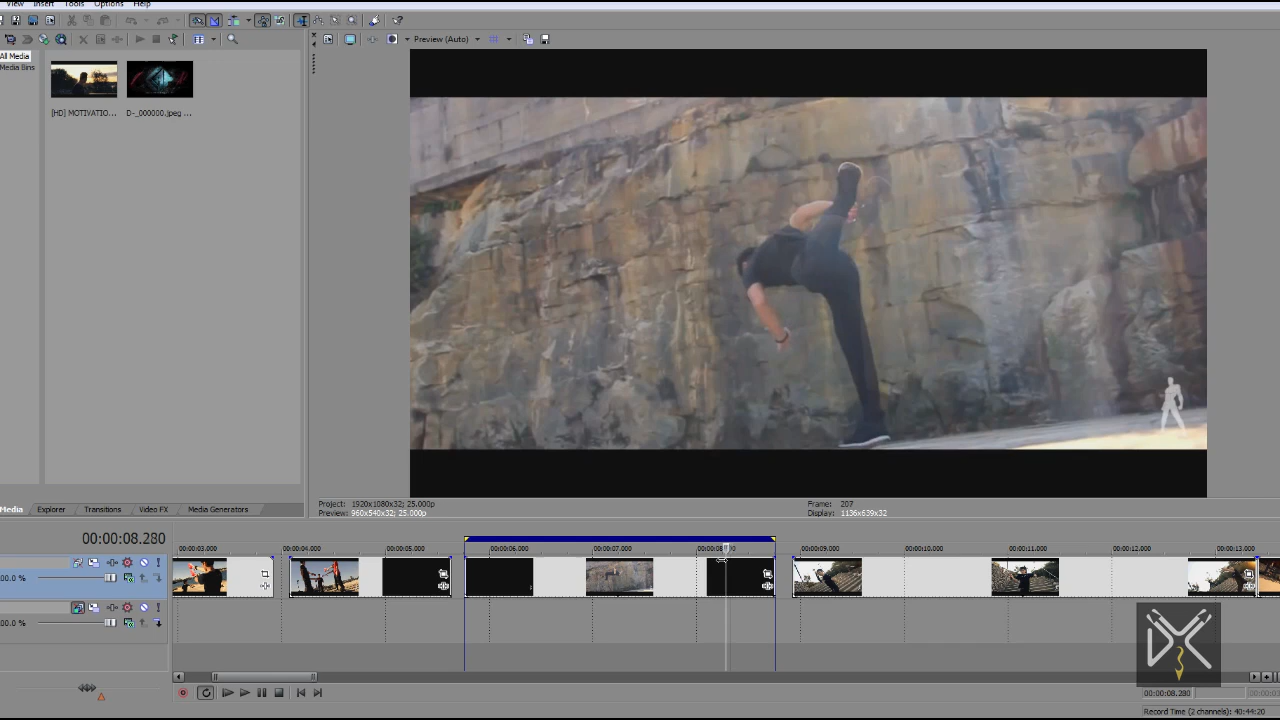 View Insert Tools Options Help
Preview (Auto)
All Media
Media Bins
[HD] MOTIVATIO... D-_000000.jpeg ...
Project: 1920x1080x32; 25.000p
Preview: 960x540x32; 25.000p
Frame: 207
Display: 1136x639x32
Media Explorer Transitions Video FX Media Generators
00:00:08.280
00:00:03.000 00:00:04.000 00:00:05.000 00:00:06.000 00:00:07.000 00:00:09.000 00:00:10.000 00:00:11.000 00:00:12.000 00:00:13.000
00.0 %
00.0 %
00:00:08.280
Record Time (2 channels): 40:44:20